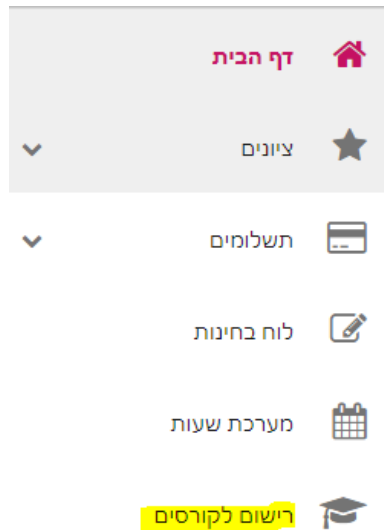 דף הבית
ציונים
תשלומים
לוח בחינות
מערכת שעות
רישום לקורסים